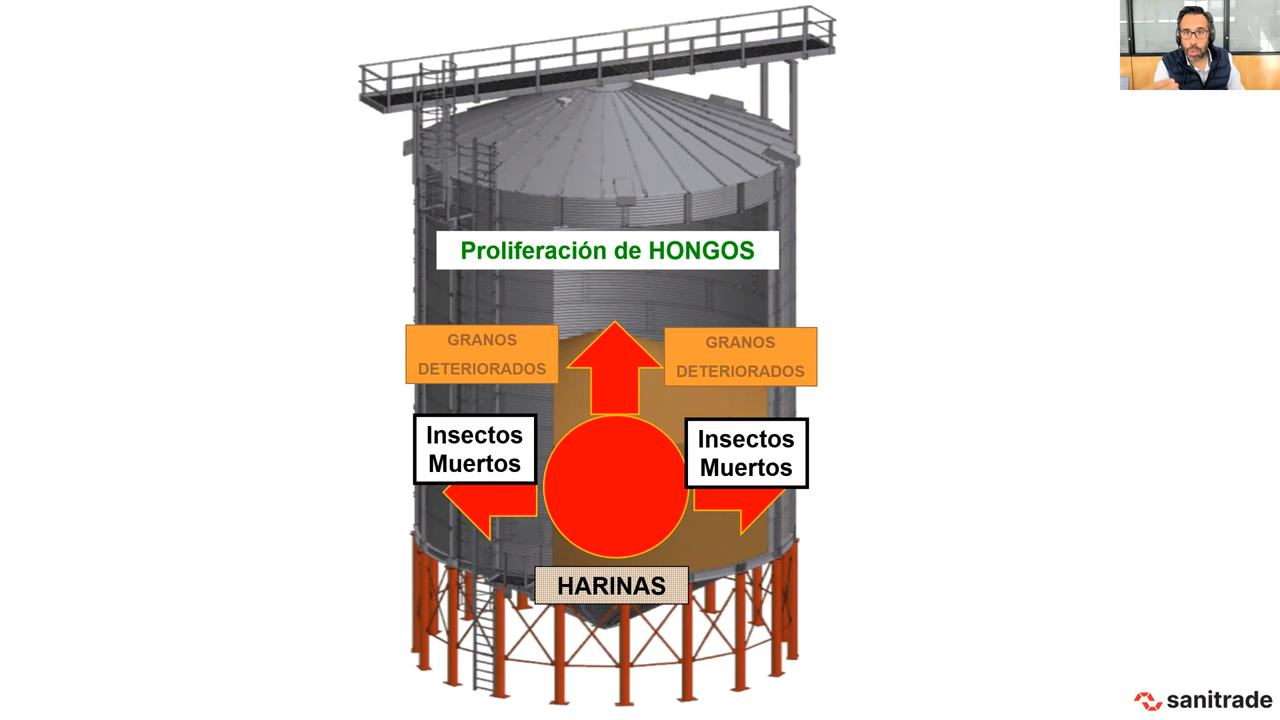 Proliferación de HONGOS
GRANOS
DETERIORADOS
GRANOS
DETERIORADOS
Insectos
Muertos
Insectos
Muertos
HARINAS
sanitrade